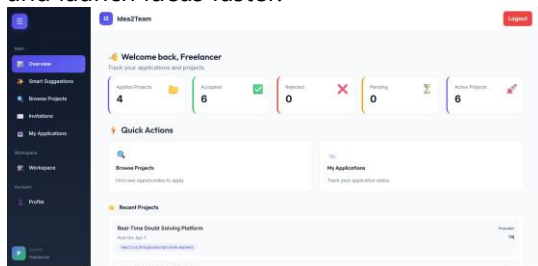 and launch ideas faster.
Idea2Team
Logout
Main
Overview
Smart Suggestions
Browse Projects
Invitations
My Applications
Workspace
Workspace
Account
Profile
Welcome back, Freelancer
Track your applications and projects
Applied Projects
4
Accepted
6
Rejected
0
Pending
0
Active Projects
6
Quick Actions
Browse Projects
Find new opportunities to apply
My Applications
Track your application status
Recent Projects
Real-Time Doubt Solving Platform
Founder